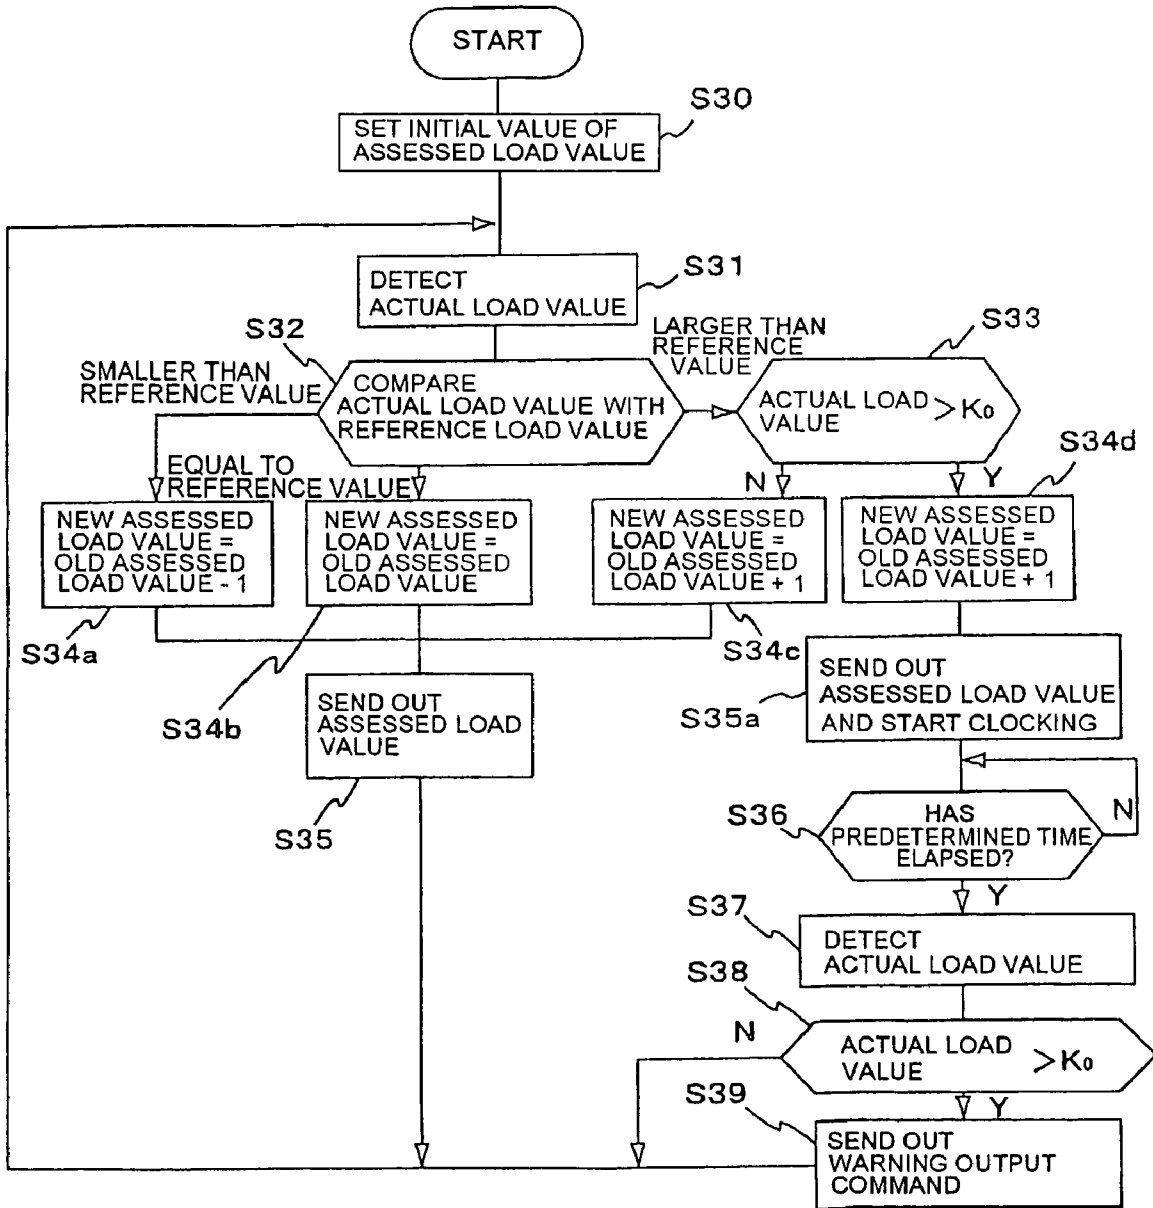 START
S30
SET INITIAL VALUE OF
ASSESSED LOAD VALUE
S31
DETECT
ACTUAL LOAD VALUE
S32
LARGER THAN
REFERENCE
VALUE
S33
SMALLER THAN
REFERENCE VALUE
COMPARE
ACTUAL LOAD VALUE WITH
REFERENCE LOAD VALUE
ACTUAL LOAD
VALUE > K0
EQUAL TO
REFERENCE VALUE
N
Y
S34d
NEW ASSESSED
LOAD VALUE =
OLD ASSESSED
LOAD VALUE - 1
NEW ASSESSED
LOAD VALUE =
OLD ASSESSED
LOAD VALUE
NEW ASSESSED
LOAD VALUE =
OLD ASSESSED
LOAD VALUE + 1
NEW ASSESSED
LOAD VALUE =
OLD ASSESSED
LOAD VALUE + 1
S34a
S34b
S34c
SEND OUT
ASSESSED LOAD
VALUE
S35
S35a
SEND OUT
ASSESSED LOAD VALUE
AND START CLOCKING
S36
HAS
PREDETERMINED TIME
ELAPSED?
N
Y
S37
DETECT
ACTUAL LOAD VALUE
S38
N
ACTUAL LOAD
VALUE > K0
Y
S39
SEND OUT
WARNING OUTPUT
COMMAND